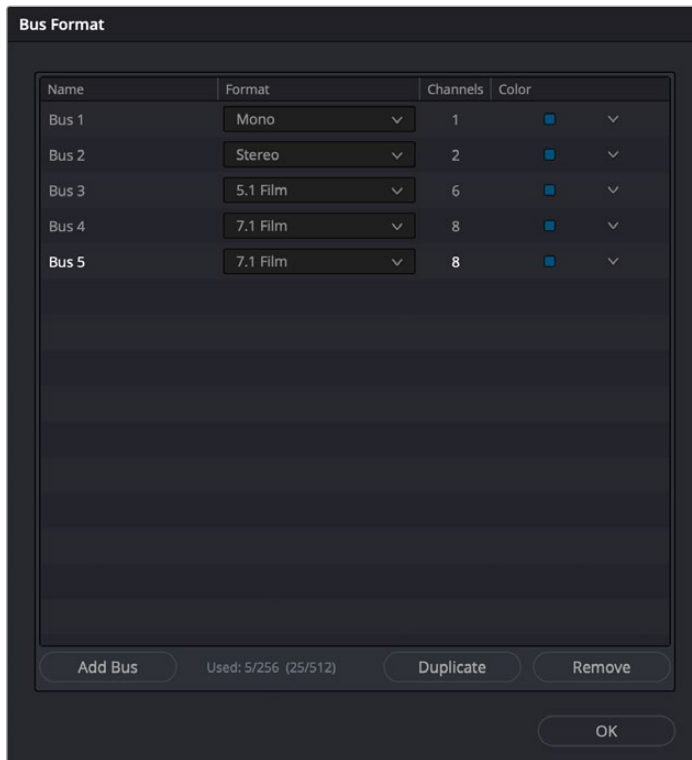 Bus Format
Name Format Channels Color
Bus 1 Mono 1
Bus 2 Stereo 2
Bus 3 5.1 Film 6
Bus 4 7.1 Film 8
Bus 5 7.1 Film 8
Add Bus Used: 5/256 (25/512) Duplicate Remove
OK